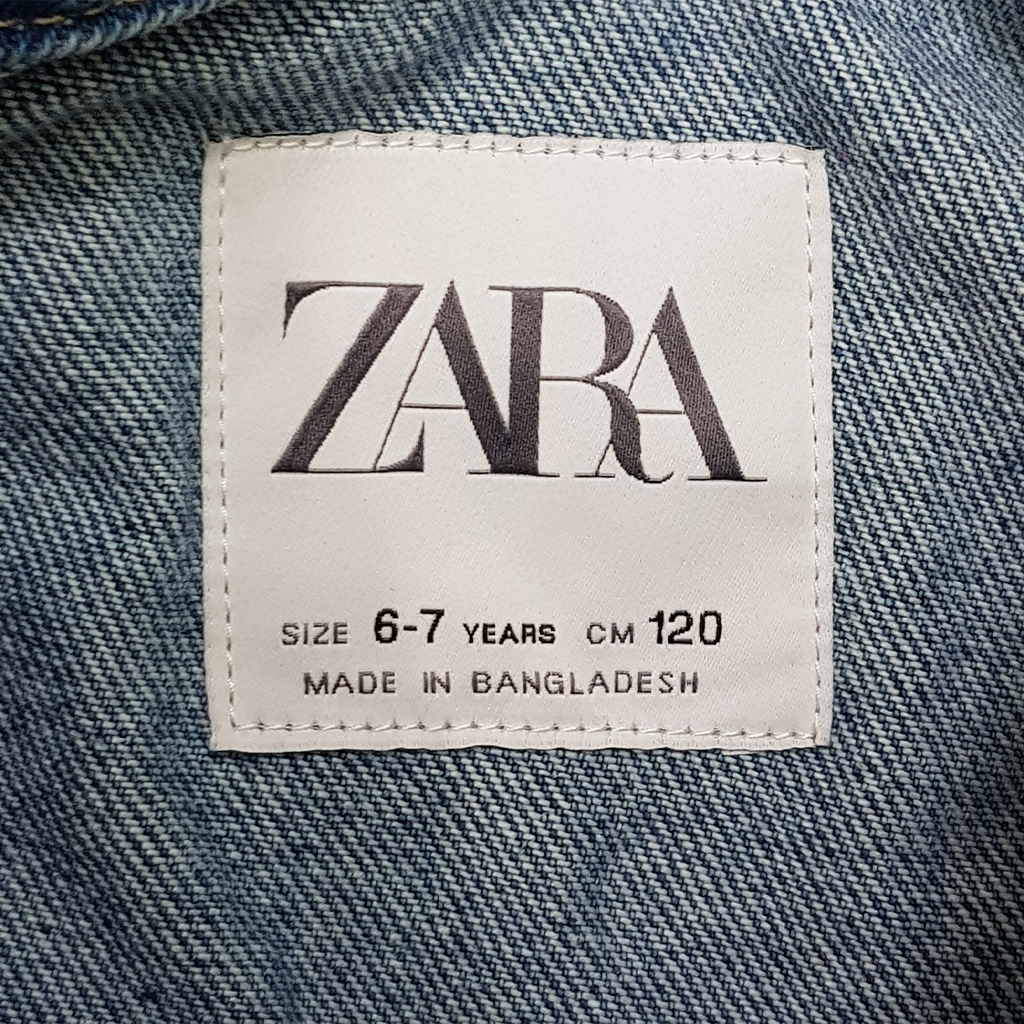 ZARA
SIZE 6-7 YEARS CM 120
MADE IN BANGLADESH